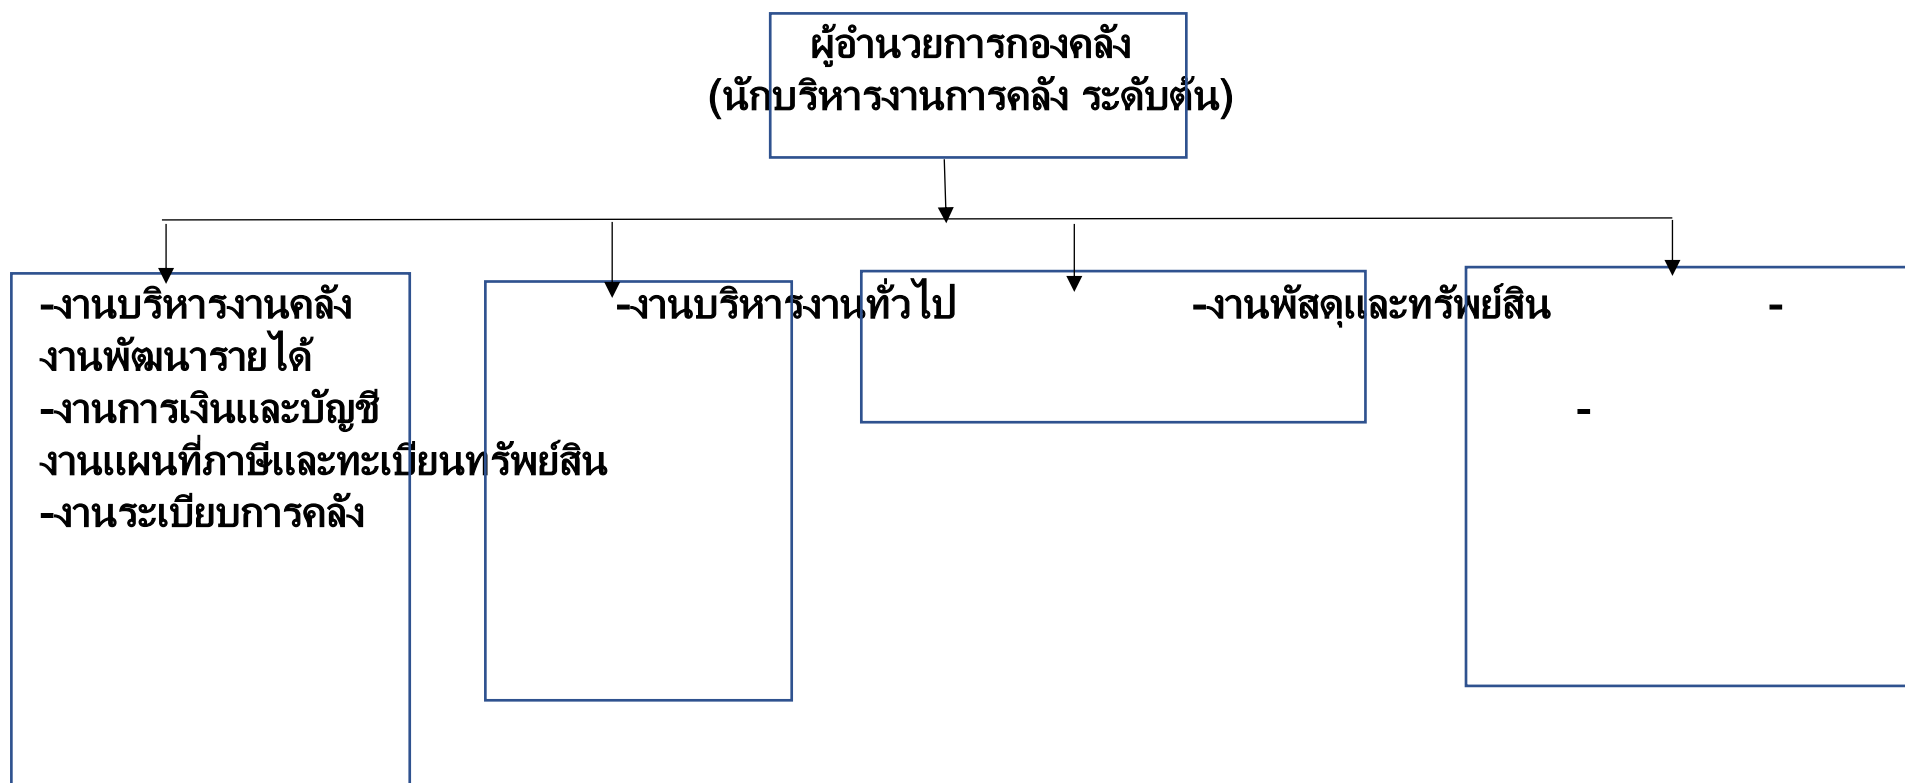 ผู้อำนวยการกองคลัง
(นักบริหารงานการคลัง ระดับต้น)
-งานบริหารงานคลัง -งานบริหารงานทั่วไป -งานพัสดุและทรัพย์สิน -
งานพัฒนารายได้
-งานการเงินและบัญชี -
งานแผนที่ภาษีและทะเบียนทรัพย์สิน
-งานระเบียบการคลัง